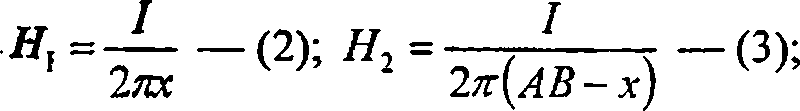 H₁ = I / 2πx — (2); H₂ = I / 2π(AB − x) — (3);